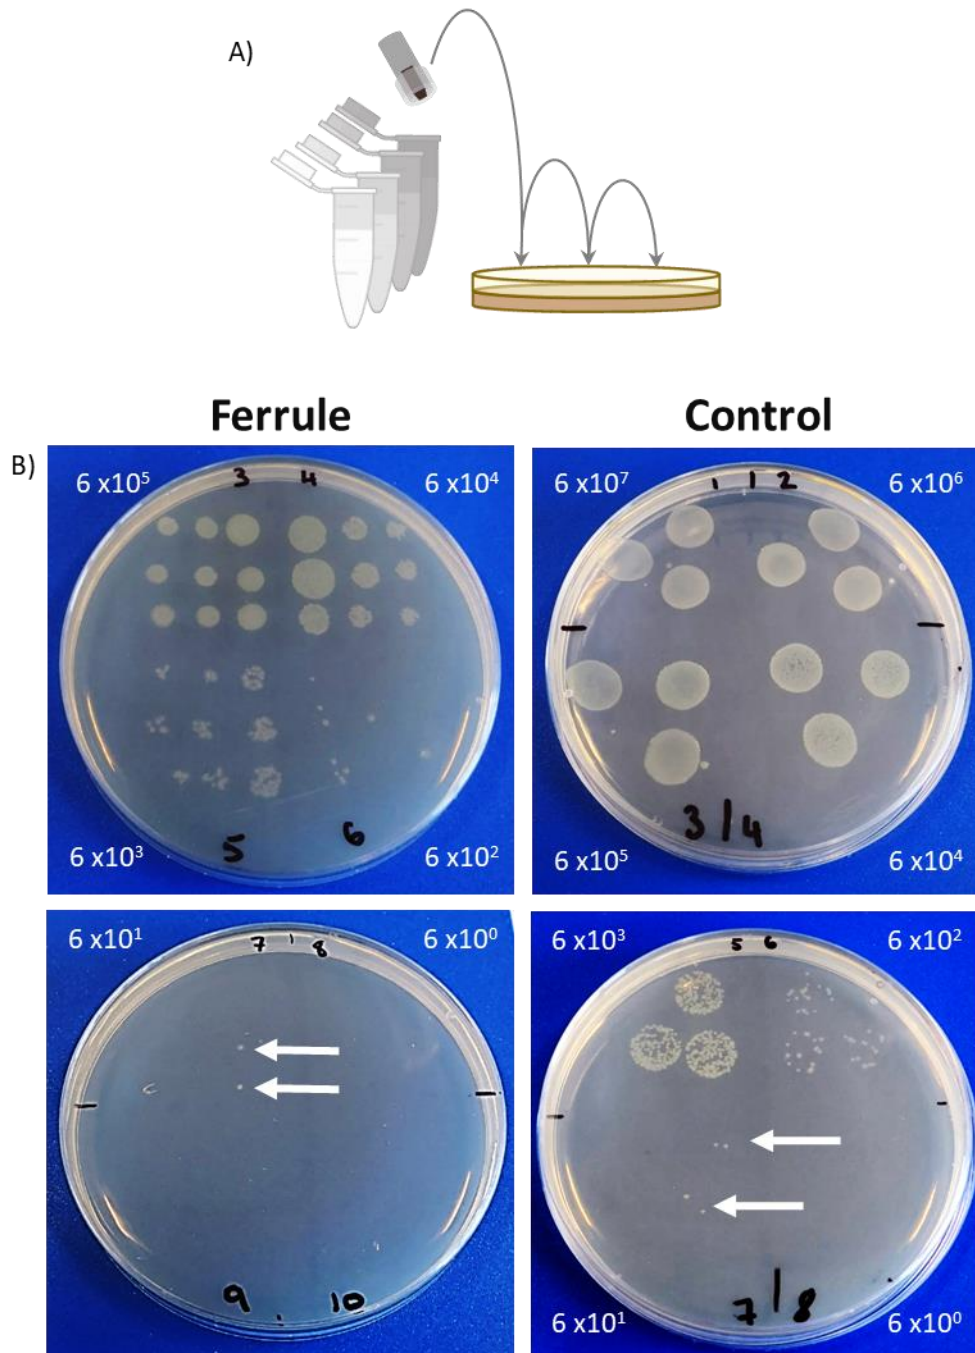 A)
Ferrule
Control
B)
6 x10⁵
3
4
6 x10⁴
5
6
6 x10³
6 x10²
6 x10⁷
1 | 2
6 x10⁶
3 | 4
6 x10⁵
6 x10⁴
6 x10¹
7 | 8
6 x10⁰
9
10
6 x10³
5 6
6 x10²
7 | 8
6 x10¹
6 x10⁰